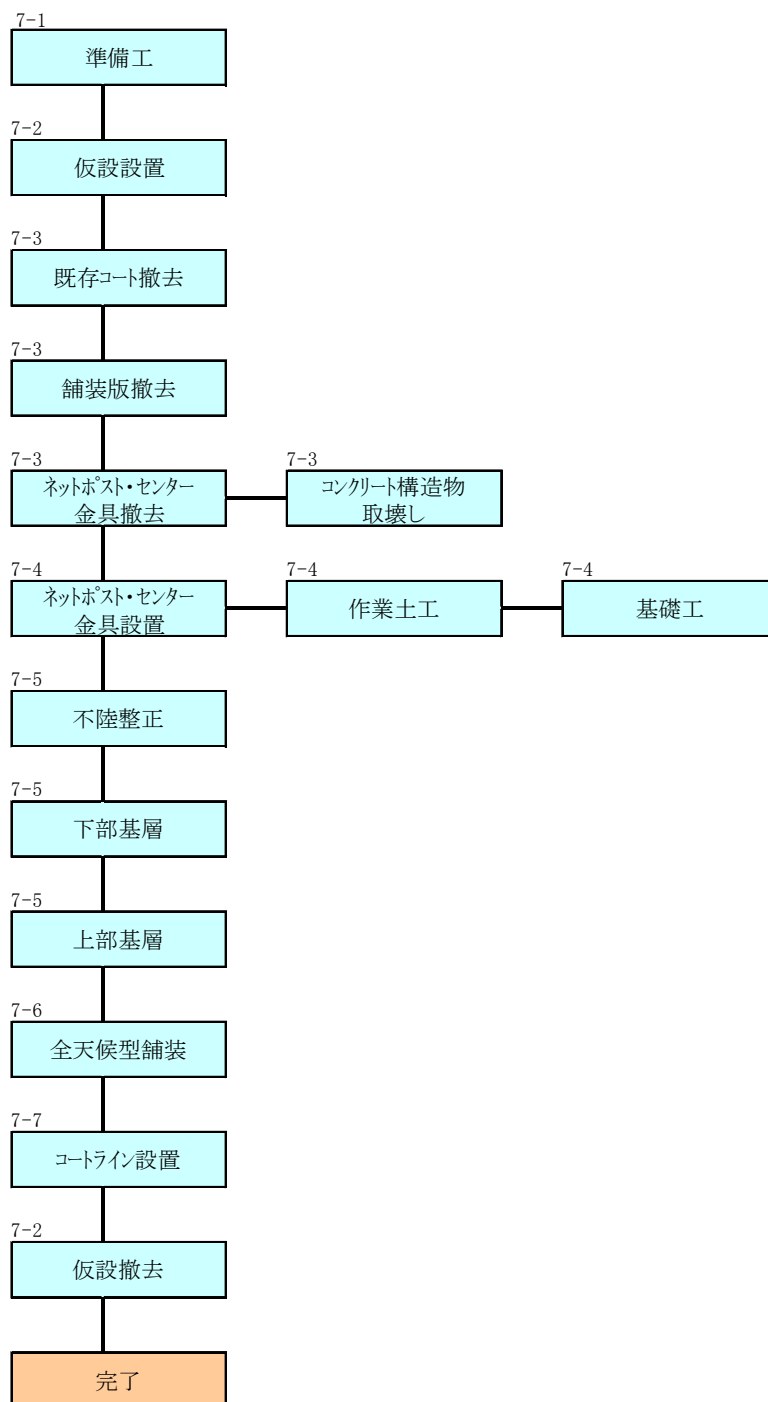 7-1
準備工
7-2
仮設設置
7-3
既存コート撤去
7-3
舗装版撤去
7-3
ネットポスト・センター
金具撤去
7-3
コンクリート構造物
取壊し
7-4
ネットポスト・センター
金具設置
7-4
作業土工
7-4
基礎工
7-5
不陸整正
7-5
下部基層
7-5
上部基層
7-6
全天候型舗装
7-7
コートライン設置
7-2
仮設撤去
完了